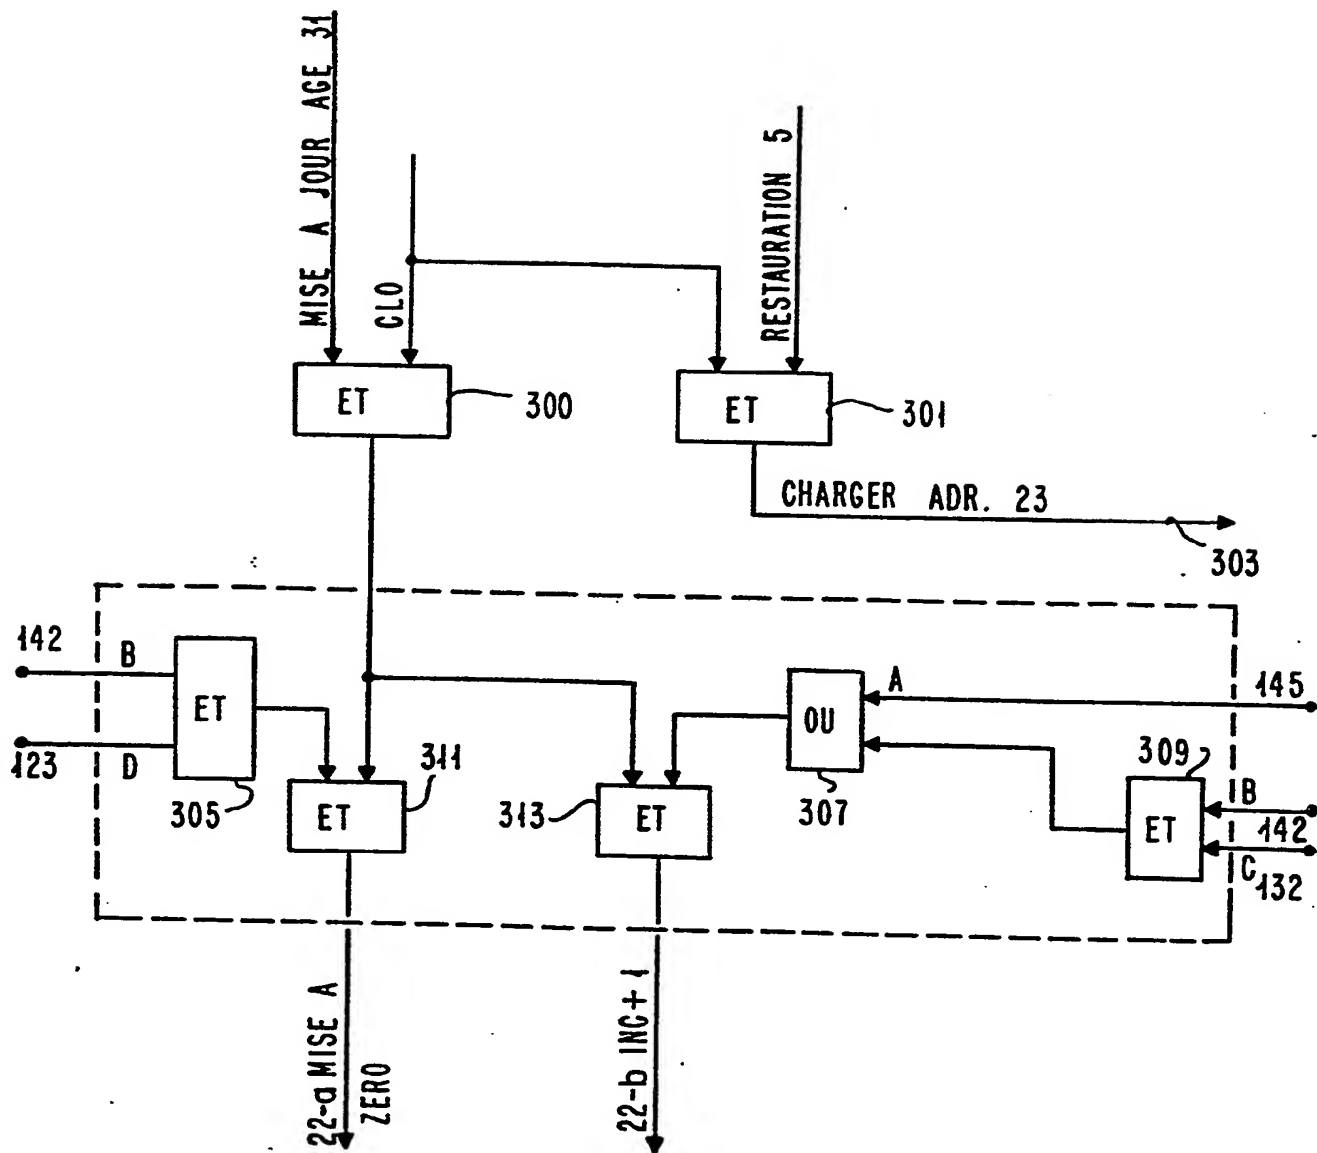 MISE A JOUR AGE 31
CLO
RESTAURATION 5
ET
300
ET
301
CHARGER ADR. 23
303
142
B
ET
123
D
305
ET
311
313
ET
OU
307
A
145
309
ET
B
142
C
132
22-a MISE A
ZERO
22-b INC+1